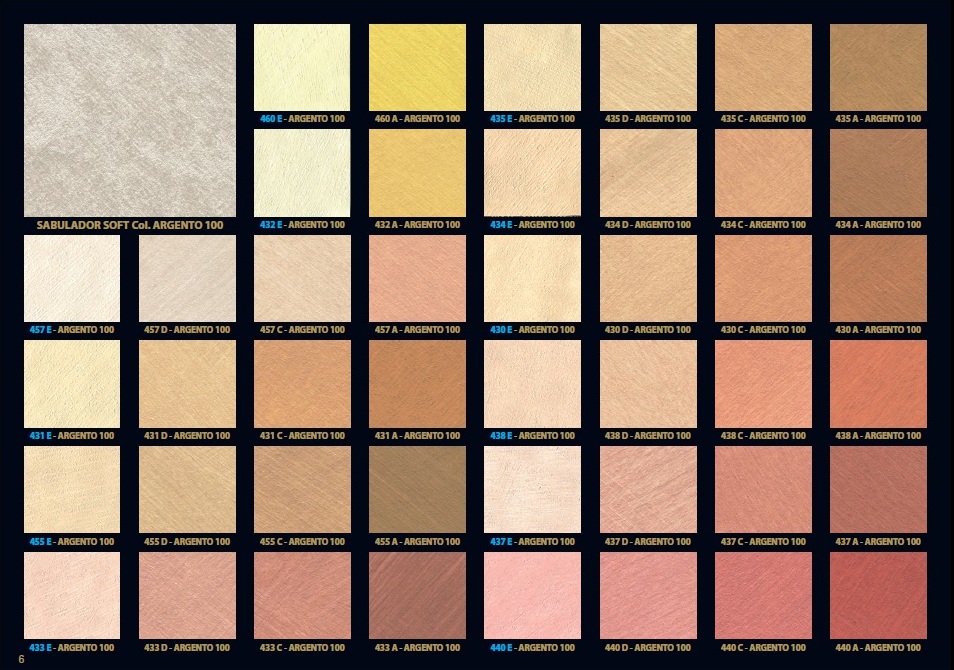 460 E - ARGENTO 100
460 A - ARGENTO 100
435 E - ARGENTO 100
435 D - ARGENTO 100
435 C - ARGENTO 100
435 A - ARGENTO 100
SABULADOR SOFT Col. ARGENTO 100
432 E - ARGENTO 100
432 A - ARGENTO 100
434 E - ARGENTO 100
434 D - ARGENTO 100
434 C - ARGENTO 100
434 A - ARGENTO 100
457 E - ARGENTO 100
457 D - ARGENTO 100
457 C - ARGENTO 100
457 A - ARGENTO 100
430 E - ARGENTO 100
430 D - ARGENTO 100
430 C - ARGENTO 100
430 A - ARGENTO 100
431 E - ARGENTO 100
431 D - ARGENTO 100
431 C - ARGENTO 100
431 A - ARGENTO 100
438 E - ARGENTO 100
438 D - ARGENTO 100
438 C - ARGENTO 100
438 A - ARGENTO 100
455 E - ARGENTO 100
455 D - ARGENTO 100
455 C - ARGENTO 100
455 A - ARGENTO 100
437 E - ARGENTO 100
437 D - ARGENTO 100
437 C - ARGENTO 100
437 A - ARGENTO 100
433 E - ARGENTO 100
433 D - ARGENTO 100
433 C - ARGENTO 100
433 A - ARGENTO 100
440 E - ARGENTO 100
440 D - ARGENTO 100
440 C - ARGENTO 100
440 A - ARGENTO 100
6